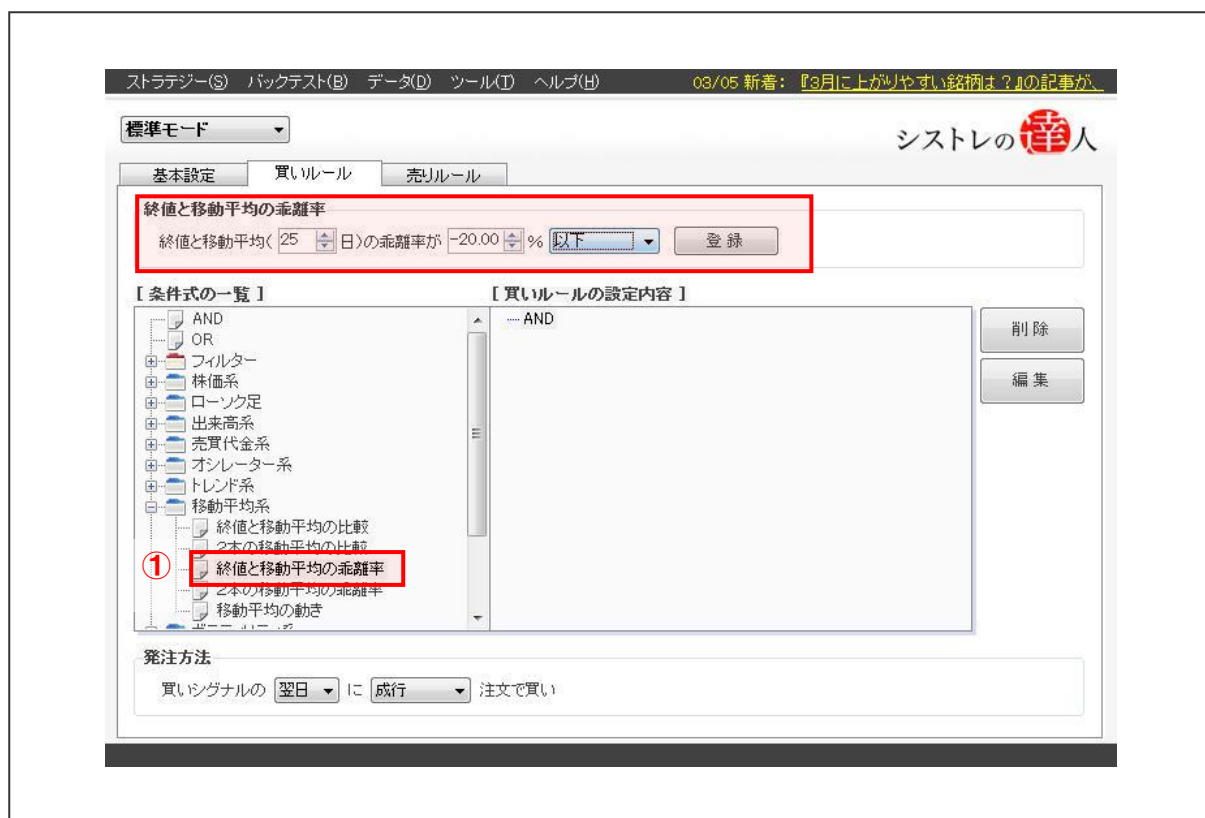 ストラテジー(S) バックテスト(B) データ(D) ツール(T) ヘルプ(H) 03/05 新着: 『3月に上がりやすい銘柄は?』の記事が、
標準モード
シストレの達人
基本設定 買いルール 売りルール
終値と移動平均の乖離率
終値と移動平均( 25 日)の乖離率が -20.00 % 以下 登録
[ 条件式の一覧 ] [ 買いルールの設定内容 ]
AND AND
OR
フィルター
株価系
ローソク足
出来高系
売買代金系
オシレーター系
トレンド系
移動平均系
終値と移動平均の比較
2本の移動平均の比較
① 終値と移動平均の乖離率
2本の移動平均の乖離率
移動平均の動き
削除
編集
発注方法
買いシグナルの 翌日 に 成行 注文で買い